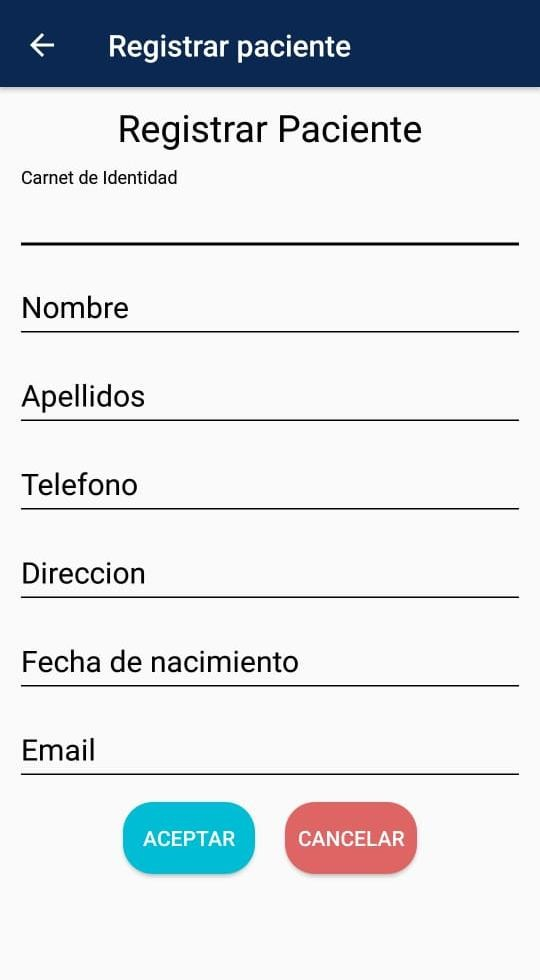 Registrar paciente
Registrar Paciente
Carnet de Identidad
Nombre
Apellidos
Telefono
Direccion
Fecha de nacimiento
Email
ACEPTAR CANCELAR